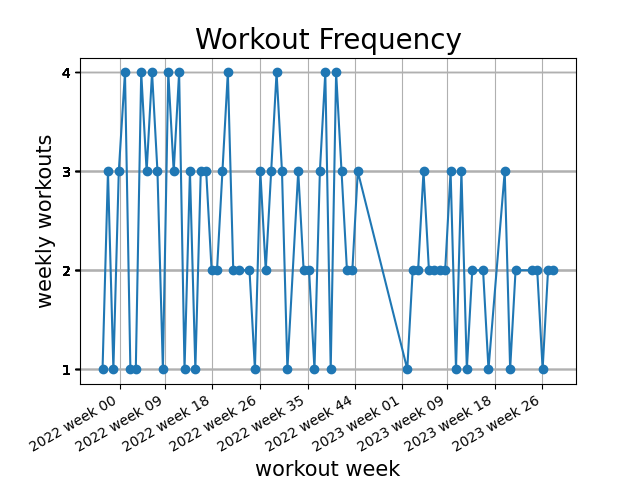 Workout Frequency
weekly workouts
4
3
2
1
2022 week 00
2022 week 09
2022 week 18
2022 week 26
2022 week 35
2022 week 44
2023 week 01
2023 week 09
2023 week 18
2023 week 26
workout week